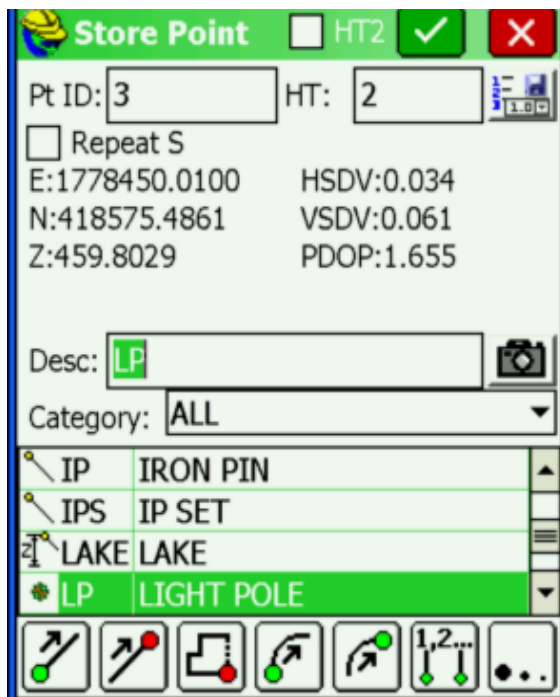 Store Point HT2
Pt ID: 3 HT: 2
1.0
Repeat S
E:1778450.0100 HSDV:0.034
N:418575.4861 VSDV:0.061
Z:459.8029 PDOP:1.655
Desc: LP
Category: ALL
IP IRON PIN
IPS IP SET
Z LAKE LAKE
LP LIGHT POLE
1,2...